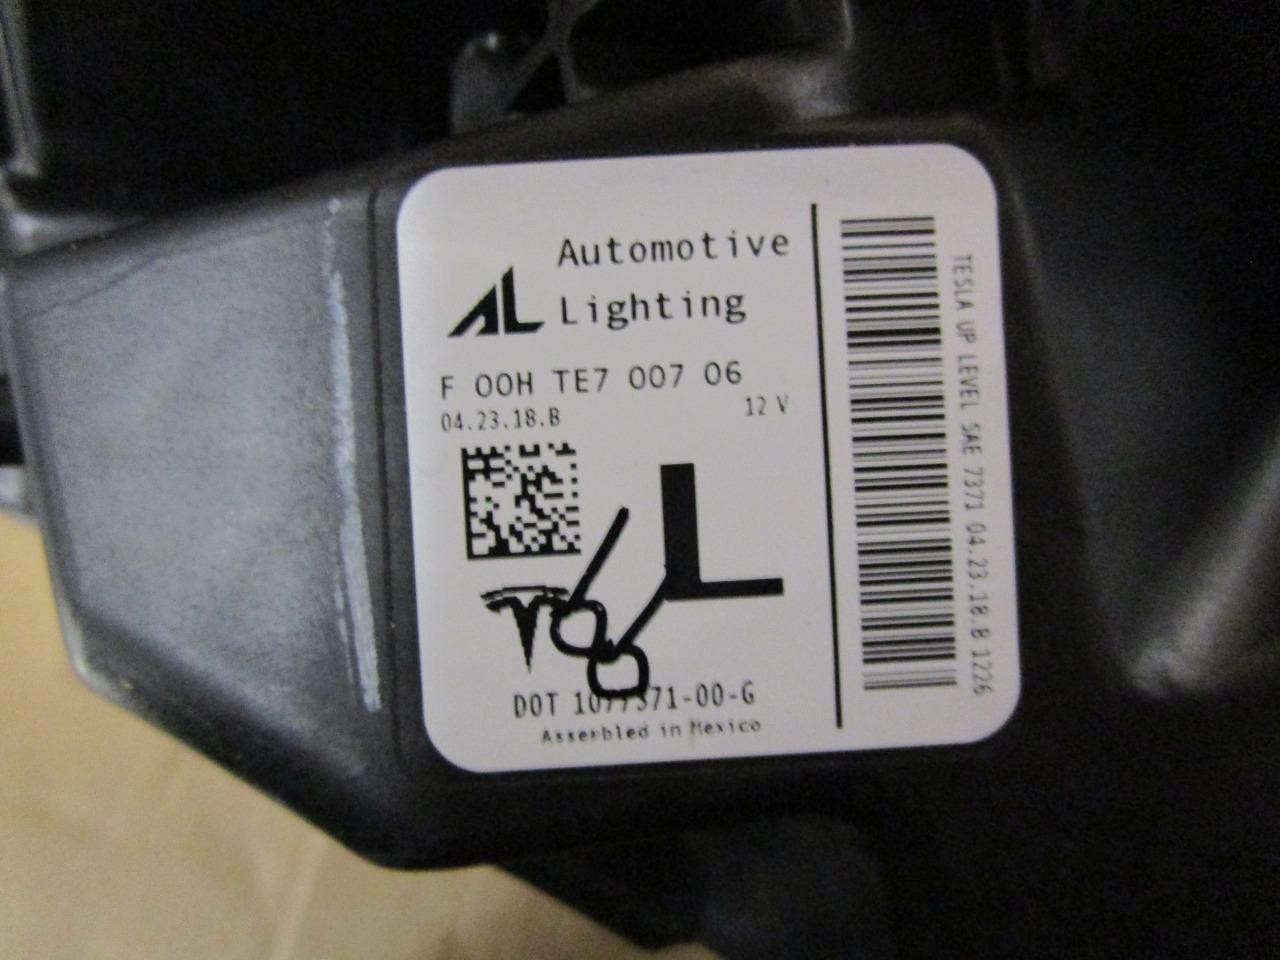 Automotive
AL Lighting
F 00H TE7 007 06
04.23.18.B 12 V
L
DOT 1077371-00-G
Assembled in Mexico
TESLA UP LEVEL SAE 7371 04.23.18.B 1226